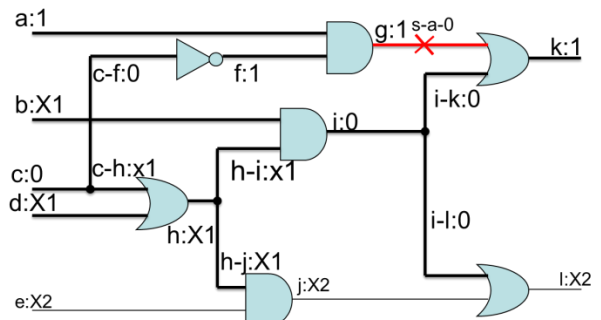 a:1
g:1 s-a-0
k:1
c-f:0
f:1
b:X1
i:0
i-k:0
c:0
c-h:x1
h-i:x1
d:X1
h:X1
i-l:0
h-j:X1
j:X2
l:X2
e:X2